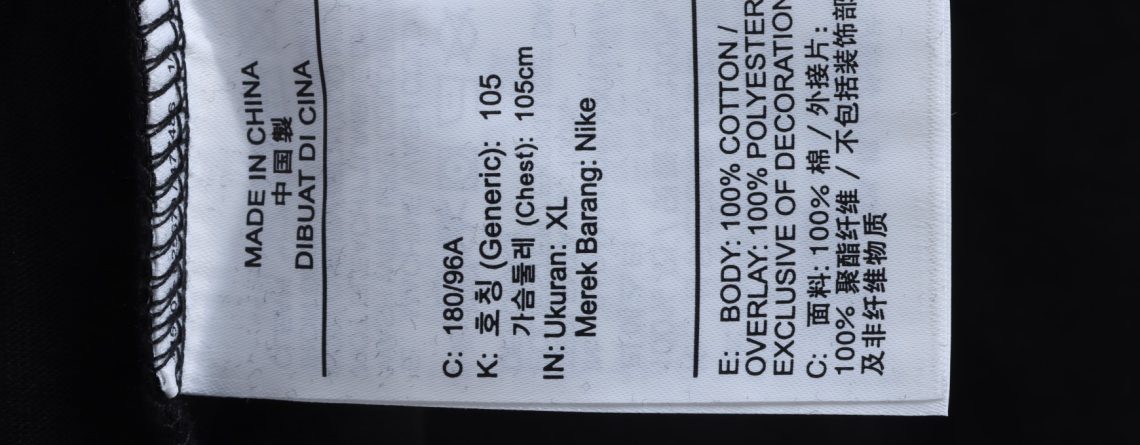 MADE IN CHINA
中国製
DIBUAT DI CINA
C: 180/96A
K: 호칭 (Generic): 105
가슴둘레 (Chest): 105cm
IN: Ukuran: XL
Merek Barang: Nike
E: BODY: 100% COTTON /
OVERLAY: 100% POLYESTER
EXCLUSIVE OF DECORATION
C: 面料: 100% 棉 / 外接片:
100% 聚酯纤维 / 不包括装饰部
及非纤维物质